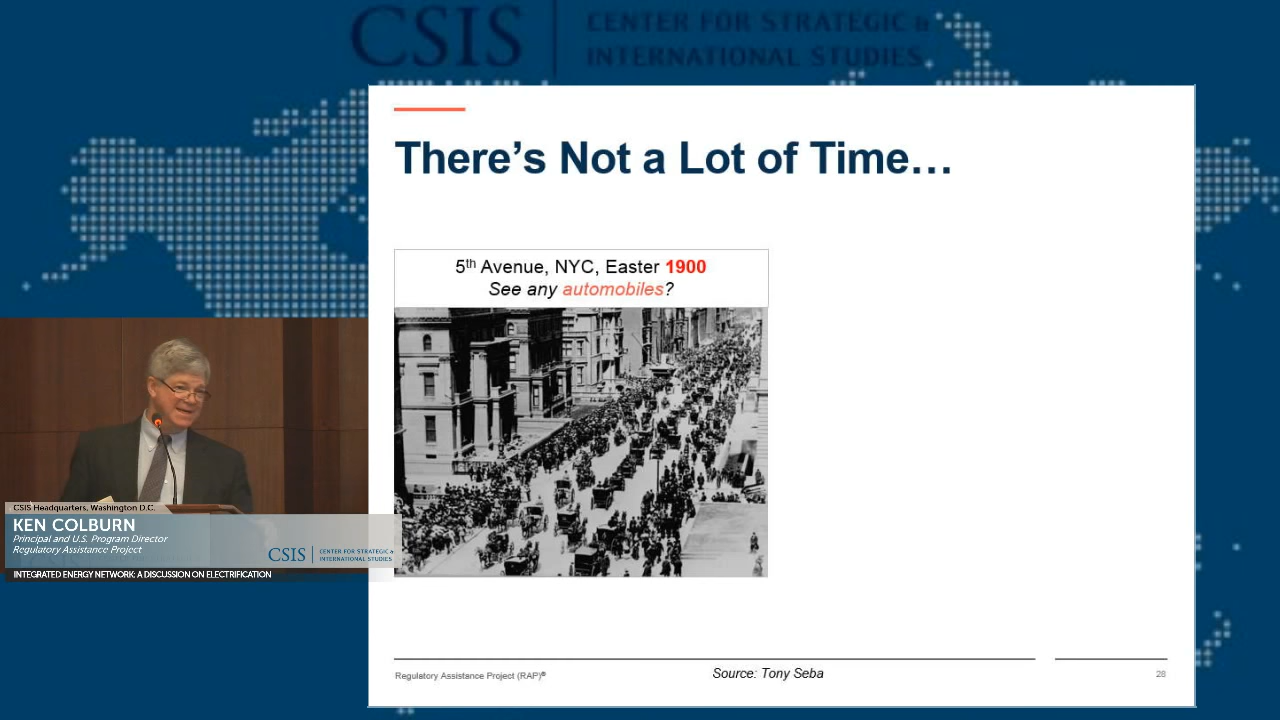 CSIS
CENTER FOR STRATEGIC &
INTERNATIONAL STUDIES
There's Not a Lot of Time…
5th Avenue, NYC, Easter 1900
See any automobiles?
CSIS Headquarters, Washington D.C.
KEN COLBURN
Principal and U.S. Program Director
Regulatory Assistance Project
CSIS
CENTER FOR STRATEGIC &
INTERNATIONAL STUDIES
INTEGRATED ENERGY NETWORK: A DISCUSSION ON ELECTRIFICATION
Regulatory Assistance Project (RAP)®
Source: Tony Seba
28